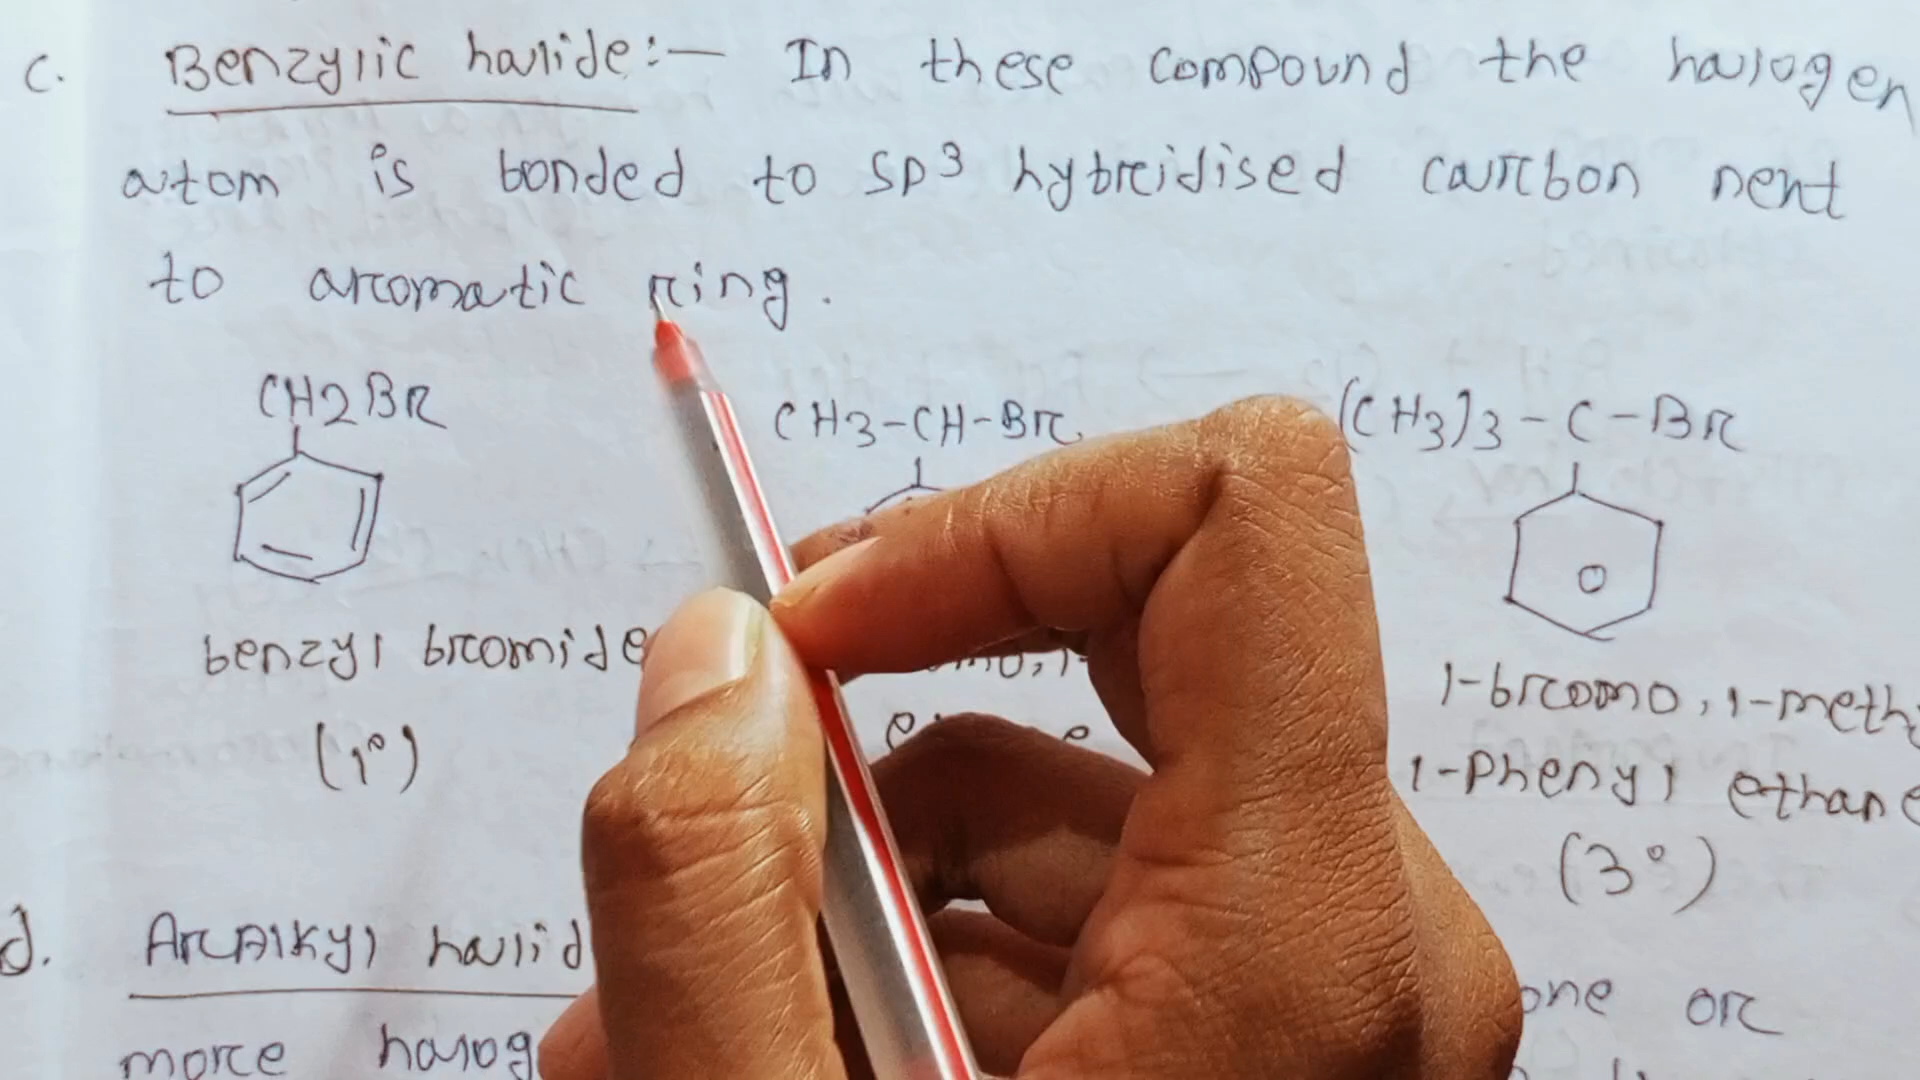 c. Benzylic halide :- In these compound the halogen
atom is bonded to sp3 hybridised carbon next
to aromatic ring.
CH2Br CH3-CH-Br (CH3)3-C-Br
benzyl bromide 1-bromo, 1-meth
(1°) 1-phenyl ethane
(3°)
d. ArAlkyl halid one or
more halog